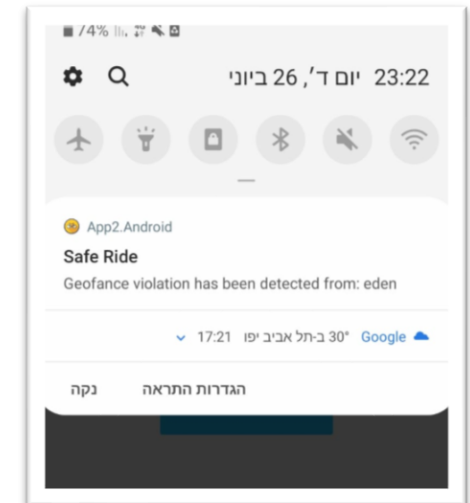 74%
23:22 יום ד׳, 26 ביוני
App2.Android
Safe Ride
Geofance violation has been detected from: eden
Google 30° ב-תל אביב יפו 17:21
הגדרות התראה נקה